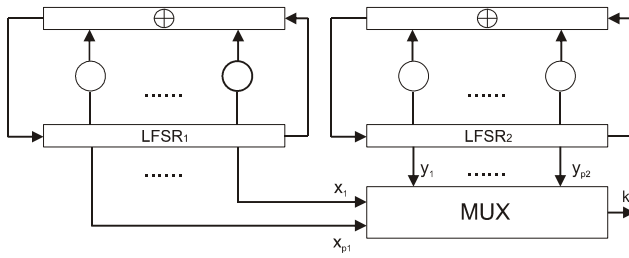 ⊕ ⊕
...... ......
LFSR₁ LFSR₂
...... y₁ ...... yₚ₂
x₁ MUX k
xₚ₁